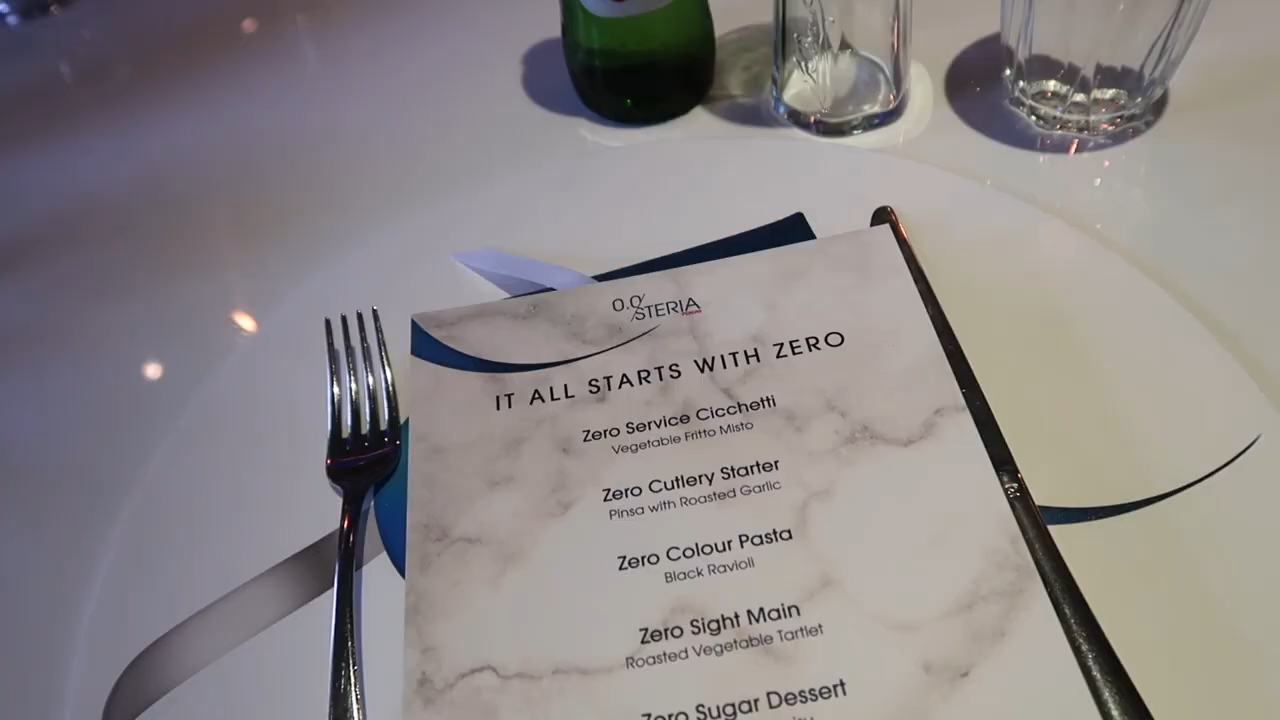 0.0/STERIA
IT ALL STARTS WITH ZERO
Zero Service Cicchetti
Vegetable Fritto Misto
Zero Cutlery Starter
Pinsa with Roasted Garlic
Zero Colour Pasta
Black Ravioli
Zero Sight Main
Roasted Vegetable Tartlet
Zero Sugar Dessert